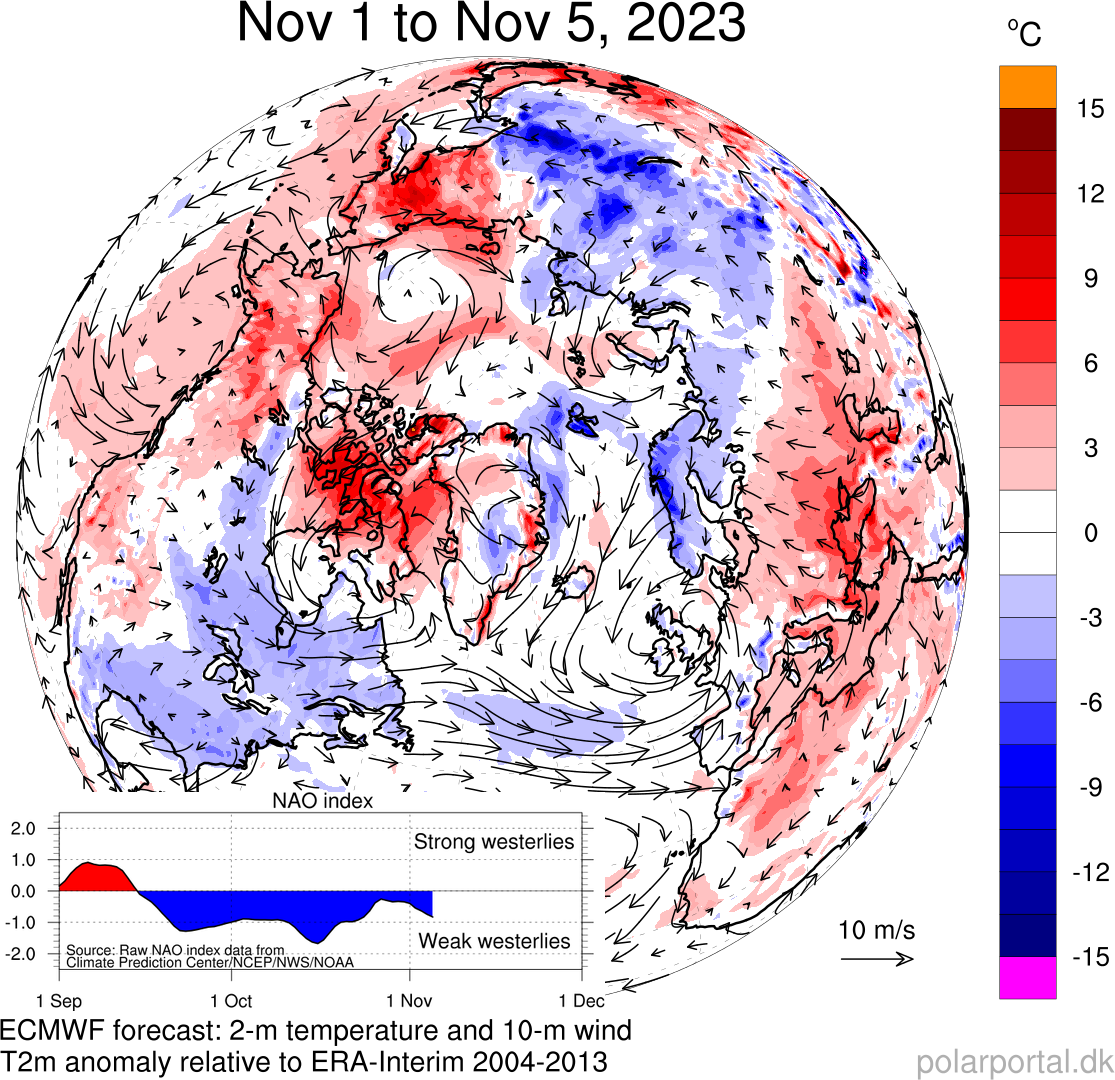 Nov 1 to Nov 5, 2023
oC
15
12
9
6
3
0
-3
-6
-9
-12
-15
10 m/s
NAO index
2.0
1.0
0.0
-1.0
-2.0
Strong westerlies
Weak westerlies
Source: Raw NAO index data from
Climate Prediction Center/NCEP/NWS/NOAA
1 Sep
1 Oct
1 Nov
1 Dec
ECMWF forecast: 2-m temperature and 10-m wind
T2m anomaly relative to ERA-Interim 2004-2013
polarportal.dk